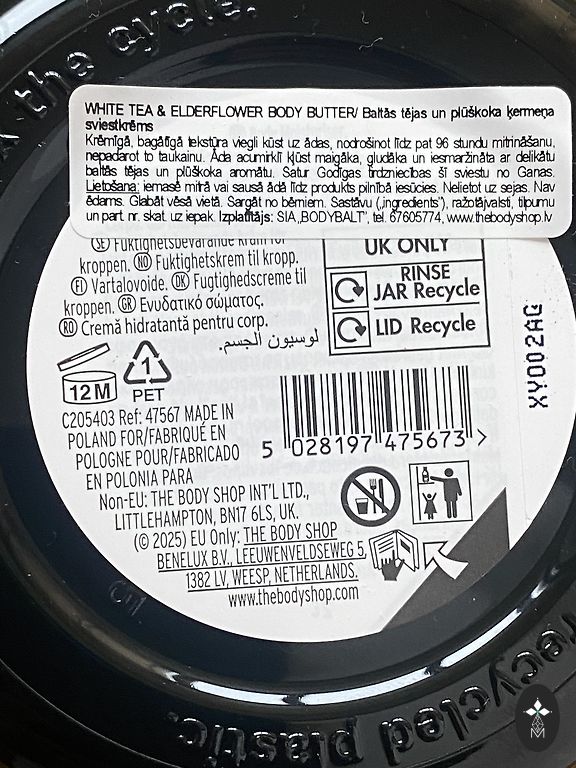 the cycle.
WHITE TEA & ELDERFLOWER BODY BUTTER/ Baltās tējas un plūškoka ķermeņa
sviestkrēms
Krēmīgā, bagātīgā tekstūra viegli kūst uz ādas, nodrošinot līdz pat 96 stundu mitrināšanu,
nepadarot to taukainu. Āda acumirklī kļūst maigāka, gludāka un iesmaržināta ar delikātu
baltās tējas un plūškoka aromātu. Satur Godīgas tirdzniecības šī sviestu no Ganas.
Lietošana: iemasē mitrā vai sausā ādā līdz produkts pilnībā iesūcies. Nelietot uz sejas. Nav
ēdams. Glabāt vēsā vietā. Sargāt no bērniem. Sastāvu („ingredients"), ražotājvalsti, tilpumu
un part. nr. skat. uz iepak. Izplatītājs: SIA„BODYBALT", tel. 67605774, www.thebodyshop.lv
SE Fuktighetsbevarande kräm för
kroppen. NO Fuktighetskrem til kropp.
FI Vartalovoide. DK Fugtighedscreme til
kroppen. GR Ενυδατικό σώματος.
RO Cremă hidratantă pentru corp.
لوسيون الجسم.
UK ONLY
RINSE
JAR Recycle
LID Recycle
XY002AG
12M
1
PET
C205403 Ref: 47567 MADE IN
POLAND FOR/FABRIQUÉ EN
POLOGNE POUR/FABRICADO
EN POLONIA PARA
Non-EU: THE BODY SHOP INT'L LTD.,
LITTLEHAMPTON, BN17 6LS, UK.
(© 2025) EU Only: THE BODY SHOP
BENELUX B.V., LEEUWENVELDSEWEG 5,
1382 LV, WEESP, NETHERLANDS.
www.thebodyshop.com
5 028197 475673 >
recycled plastic.